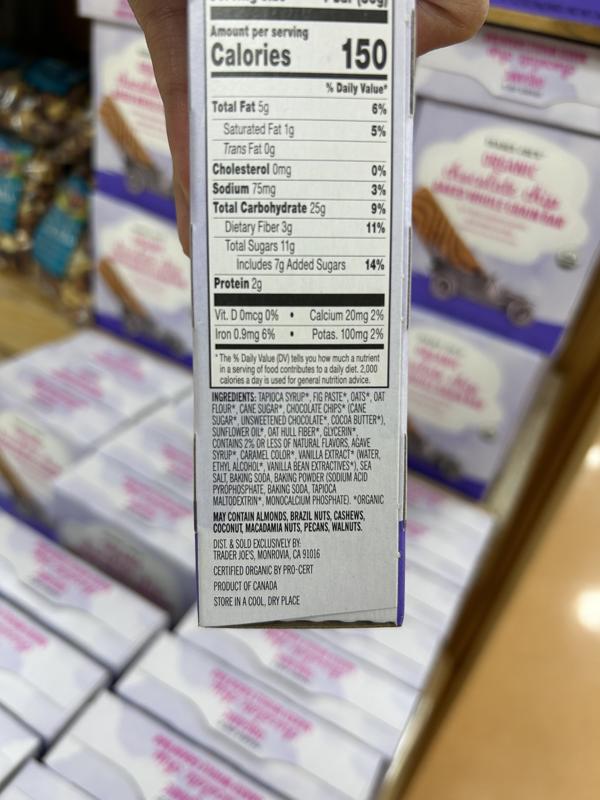 Amount per serving
Calories 150
% Daily Value*
Total Fat 5g 6%
Saturated Fat 1g 5%
Trans Fat 0g
Cholesterol 0mg 0%
Sodium 75mg 3%
Total Carbohydrate 25g 9%
Dietary Fiber 3g 11%
Total Sugars 11g
Includes 7g Added Sugars 14%
Protein 2g
Vit. D 0mcg 0% • Calcium 20mg 2%
Iron 0.9mg 6% • Potas. 100mg 2%
* The % Daily Value (DV) tells you how much a nutrient
in a serving of food contributes to a daily diet. 2,000
calories a day is used for general nutrition advice.
INGREDIENTS: TAPIOCA SYRUP*, FIG PASTE*, OATS*, OAT
FLOUR*, CANE SUGAR*, CHOCOLATE CHIPS* (CANE
SUGAR*, UNSWEETENED CHOCOLATE*, COCOA BUTTER*),
SUNFLOWER OIL*, OAT HULL FIBER*, GLYCERIN*,
CONTAINS 2% OR LESS OF NATURAL FLAVORS, AGAVE
SYRUP*, CARAMEL COLOR*, VANILLA EXTRACT* (WATER,
ETHYL ALCOHOL*, VANILLA BEAN EXTRACTIVES*), SEA
SALT, BAKING SODA, BAKING POWDER (SODIUM ACID
PYROPHOSPHATE, BAKING SODA, TAPIOCA
MALTODEXTRIN*, MONOCALCIUM PHOSPHATE). *ORGANIC
MAY CONTAIN ALMONDS, BRAZIL NUTS, CASHEWS,
COCONUT, MACADAMIA NUTS, PECANS, WALNUTS.
DIST. & SOLD EXCLUSIVELY BY:
TRADER JOE'S, MONROVIA, CA 91016
CERTIFIED ORGANIC BY PRO-CERT
PRODUCT OF CANADA
STORE IN A COOL, DRY PLACE
ORGANIC
chocolate chip